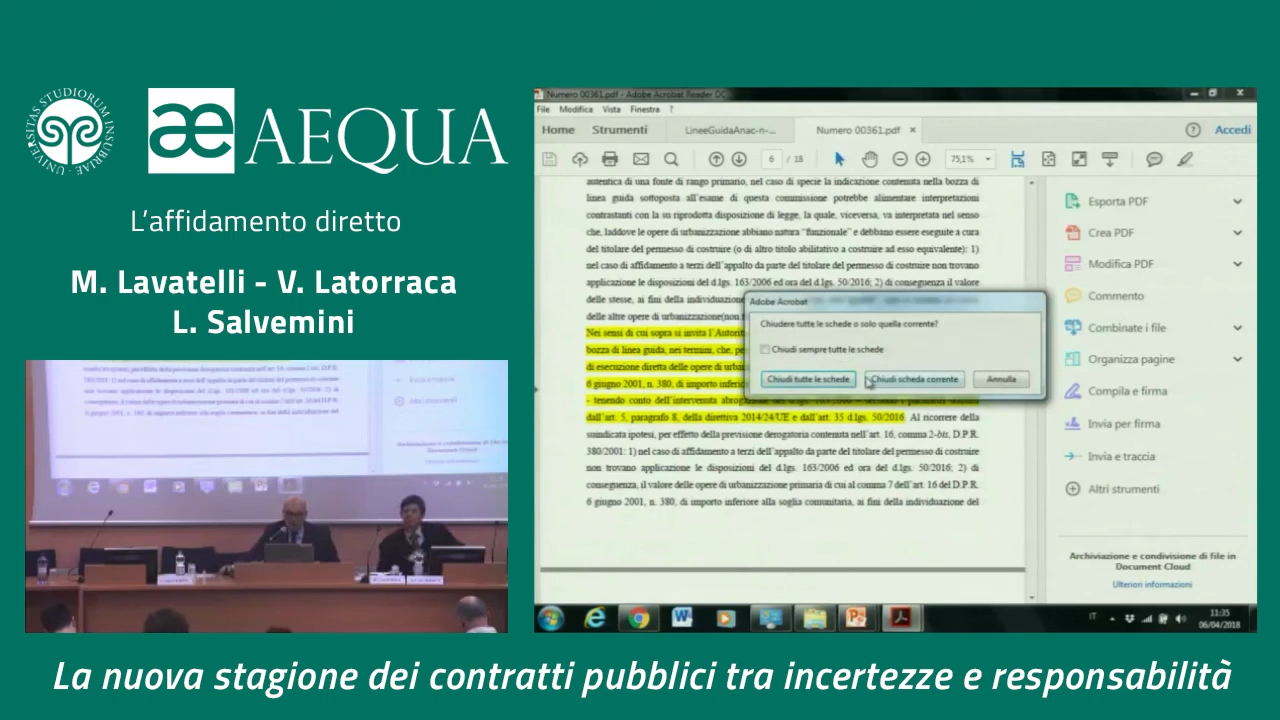 UNIVERSITAS STUDIORUM INSUBRIAE
æ AEQUA
L'affidamento diretto
M. Lavatelli - V. Latorraca
L. Salvemini
Numero 00361.pdf - Adobe Acrobat Reader DC
File Modifica Vista Finestra ?
Home Strumenti LineeGuidaAnac-n-... Numero 00361.pdf × ? Accedi
6 / 18 75,1%
autentica di una fonte di rango primario, nel caso di specie la indicazione contenuta nella bozza di
linea guida sottoposta all'esame di questa commissione potrebbe alimentare interpretazioni
contrastanti con la su riprodotta disposizione di legge, la quale, viceversa, va interpretata nel senso
che, laddove le opere di urbanizzazione abbiano natura "funzionale" e debbano essere eseguite a cura
del titolare del permesso di costruire (o di altro titolo abilitativo a costruire ad esso equivalente): 1)
nel caso di affidamento a terzi dell'appalto da parte del titolare del permesso di costruire non trovano
applicazione le disposizioni del d.lgs. 163/2006 ed ora del d.lgs. 50/2016; 2) di conseguenza il valore
delle stesse, ai fini della individuazione
delle altre opere di urbanizzazione(non
Nei sensi di cui sopra si invita l'Autorit
bozza di linea guida, nei termini, che, pe
di esecuzione diretta delle opere di urba
6 giugno 2001, n. 380, di importo inferio
- tenendo conto dell'intervenuta abrogaz
dall'art. 5, paragrafo 8, della direttiva 2014/24/UE e dall'art. 35 d.lgs. 50/2016. Al ricorrere della
suindicata ipotesi, per effetto della previsione derogatoria contenuta nell'art. 16, comma 2-bis, D.P.R.
380/2001: 1) nel caso di affidamento a terzi dell'appalto da parte del titolare del permesso di costruire
non trovano applicazione le disposizioni del d.lgs. 163/2006 ed ora del d.lgs. 50/2016; 2) di
conseguenza, il valore delle opere di urbanizzazione primaria di cui al comma 7 dell'art. 16 del D.P.R.
6 giugno 2001, n. 380, di importo inferiore alla soglia comunitaria, ai fini della individuazione del
Adobe Acrobat
Chiudere tutte le schede o solo quella corrente?
Chiudi sempre tutte le schede
Chiudi tutte le schede Chiudi scheda corrente Annulla
Esporta PDF
Crea PDF
Modifica PDF
Commento
Combinate i file
Organizza pagine
Compila e firma
Invia per firma
Invia e traccia
Altri strumenti
Archiviazione e condivisione di file in
Document Cloud
Ulteriori informazioni
IT 11:35
06/04/2018
La nuova stagione dei contratti pubblici tra incertezze e responsabilità